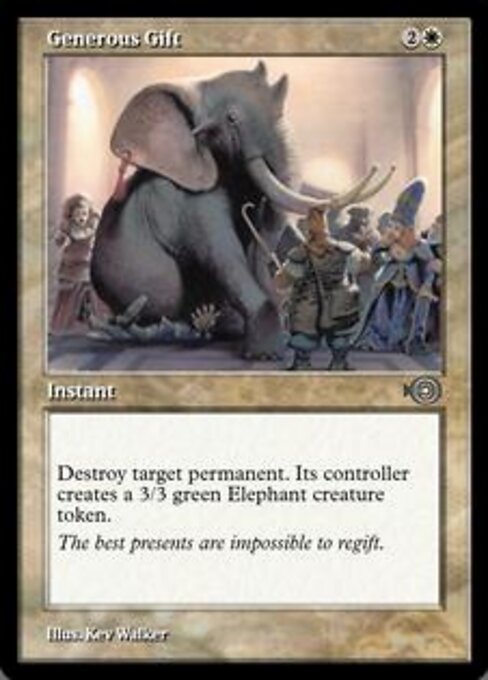 Generous Gift 2
Instant
Destroy target permanent. Its controller
creates a 3/3 green Elephant creature
token.
The best presents are impossible to regift.
Illus. Kev Walker